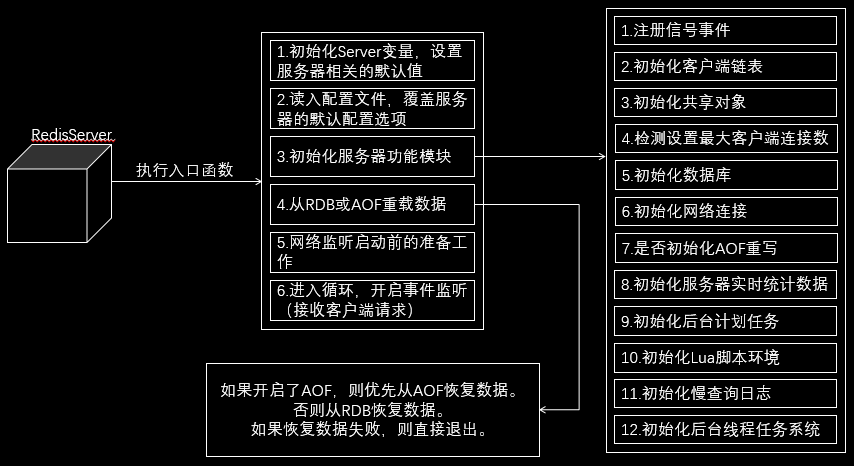 RedisServer
执行入口函数
1.初始化Server变量，设置
服务器相关的默认值
2.读入配置文件，覆盖服务
器的默认配置选项
3.初始化服务器功能模块
4.从RDB或AOF重载数据
5.网络监听启动前的准备工
作
6.进入循环，开启事件监听
（接收客户端请求）
1.注册信号事件
2.初始化客户端链表
3.初始化共享对象
4.检测设置最大客户端连接数
5.初始化数据库
6.初始化网络连接
7.是否初始化AOF重写
8.初始化服务器实时统计数据
9.初始化后台计划任务
10.初始化Lua脚本环境
11.初始化慢查询日志
12.初始化后台线程任务系统
如果开启了AOF，则优先从AOF恢复数据。
否则从RDB恢复数据。
如果恢复数据失败，则直接退出。